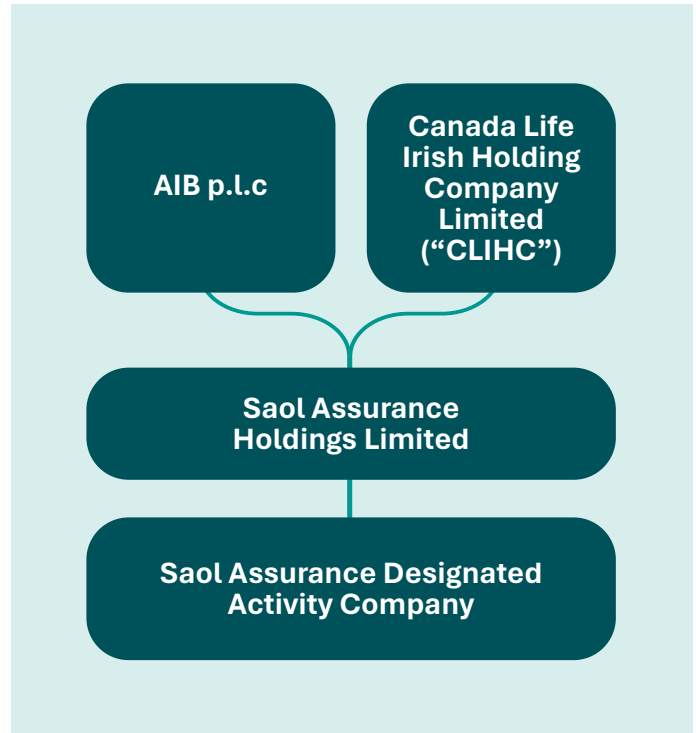 AIB p.l.c
Canada Life
Irish Holding
Company
Limited
(“CLIHC”)
Saol Assurance
Holdings Limited
Saol Assurance Designated
Activity Company